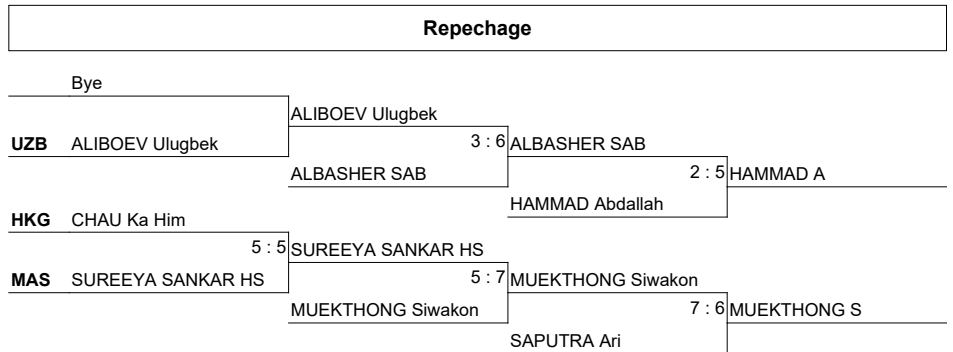 Repechage
Bye
ALIBOEV Ulugbek
UZB ALIBOEV Ulugbek
3 : 6 ALBASHER SAB
ALBASHER SAB
2 : 5 HAMMAD A
HAMMAD Abdallah
HKG CHAU Ka Him
5 : 5 SUREEYA SANKAR HS
MAS SUREEYA SANKAR HS
5 : 7 MUEKTHONG Siwakon
MUEKTHONG Siwakon
7 : 6 MUEKTHONG S
SAPUTRA Ari